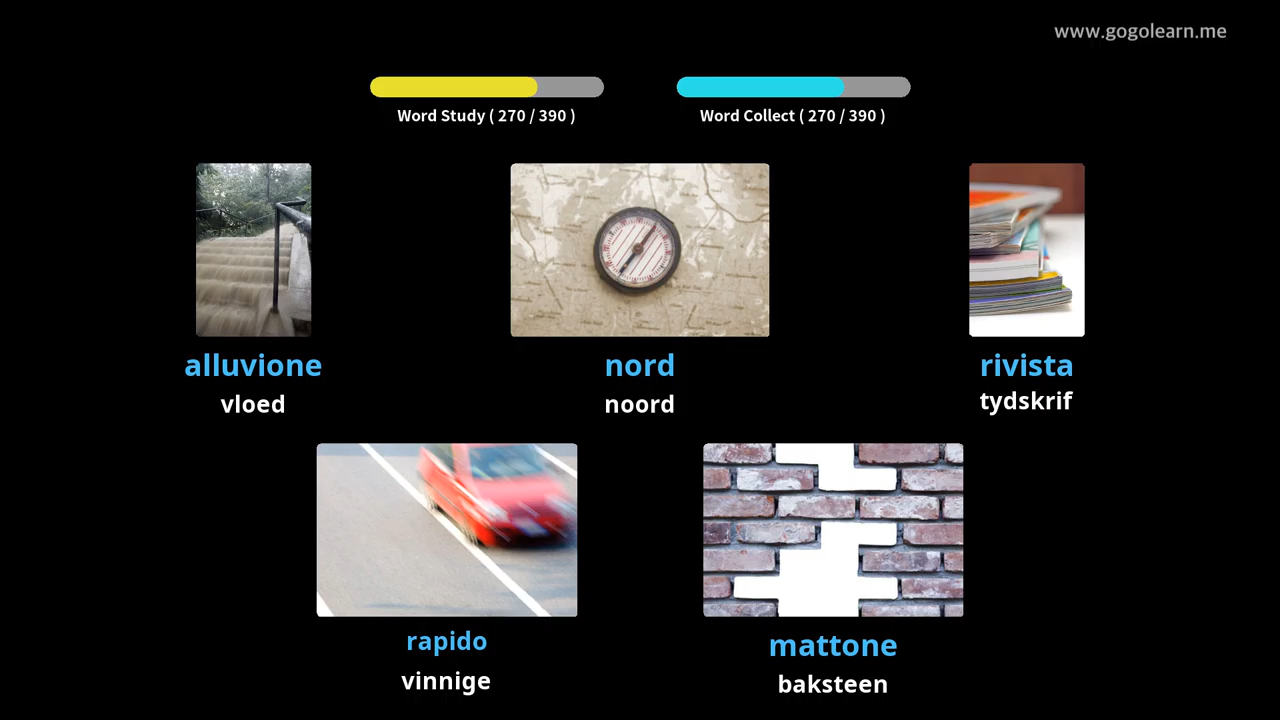 www.gogolearn.me
Word Study ( 270 / 390 )
Word Collect ( 270 / 390 )
alluvione
vloed
nord
noord
rivista
tydskrif
rapido
vinnige
mattone
baksteen